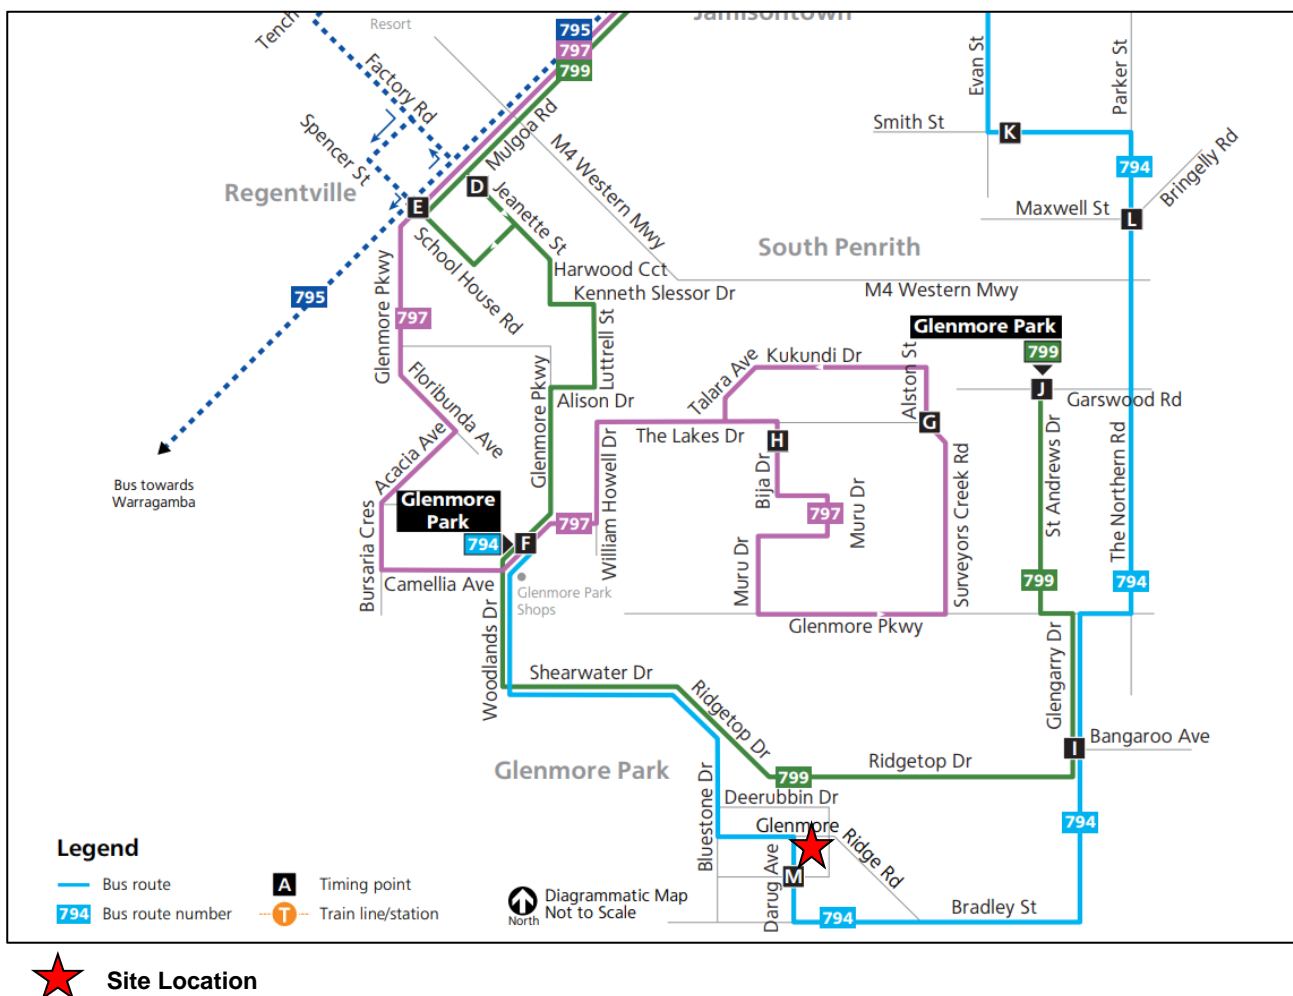 Jamisontown
Resort
Tench
795
797
799
Factory Rd
Evan St
Parker St
Smith St
K
794
Bringelly Rd
Mulgoa Rd
M4 Western Mwy
Spencer St
Regentville
D
Jeanette St
E
Maxwell St
L
School House Rd
South Penrith
Harwood Cct
Kenneth Slessor Dr
M4 Western Mwy
795
Glenmore Pkwy
797
Luttrell St
Glenmore Park
799
Kukundi Dr
Talara Ave
Alston St
J
Garswood Rd
Floribunda Ave
Glenmore Pkwy
Alison Dr
The Lakes Dr
H
G
Acacia Ave
William Howell Dr
Bija Dr
Muru Dr
Surveyors Creek Rd
St Andrews Dr
The Northern Rd
Bus towards
Warragamba
Glenmore
Park
794
F
797
797
Bursaria Cres
Camellia Ave
Glenmore Park
Shops
Muru Dr
799
794
Woodlands Dr
Glenmore Pkwy
Shearwater Dr
Ridgetop Dr
Glengarry Dr
I
Bangaroo Ave
Glenmore Park
799
Ridgetop Dr
Bluestone Dr
Deerubbin Dr
Glenmore
Ridge Rd
794
Darug Ave
M
794
Bradley St
Legend
Bus route
A
Timing point
794
Bus route number
T
Train line/station
North
Diagrammatic Map
Not to Scale
Site Location